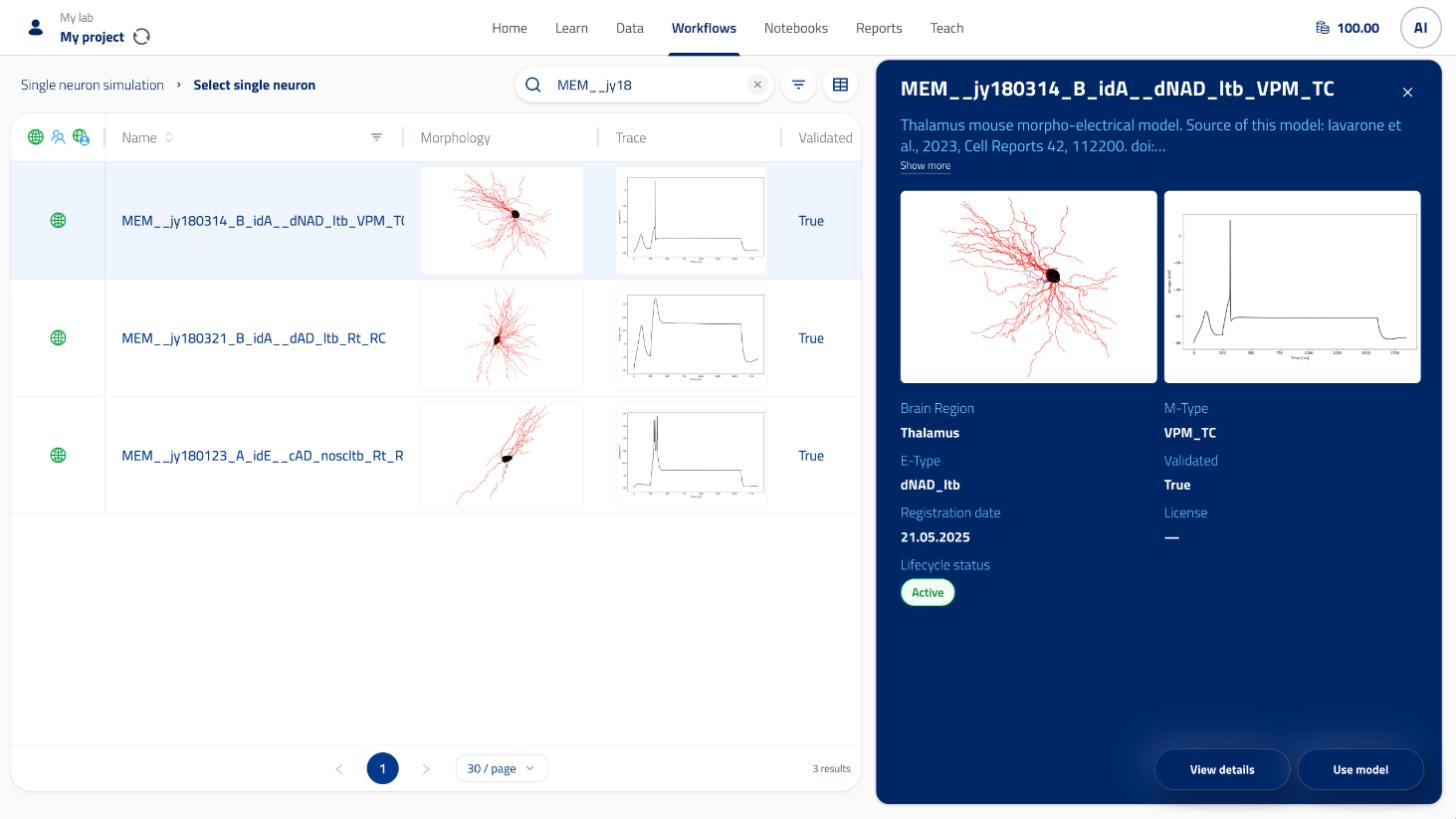 My lab
My project
Home Learn Data Workflows Notebooks Reports Teach
100.00
AI
Single neuron simulation › Select single neuron
MEM__jy18
Name Morphology Trace Validated
MEM__jy180314_B_idA__dNAD_ltb_VPM_TC
True
MEM__jy180321_B_idA__dAD_ltb_Rt_RC
True
MEM__jy180123_A_idE__cAD_noscltb_Rt_R
True
1
30 / page
3 results
MEM__jy180314_B_idA__dNAD_ltb_VPM_TC
Thalamus mouse morpho-electrical model. Source of this model: Iavarone et
al., 2023, Cell Reports 42, 112200. doi:...
Show more
Brain Region M-Type
Thalamus VPM_TC
E-Type Validated
dNAD_ltb True
Registration date License
21.05.2025 —
Lifecycle status
Active
View details Use model